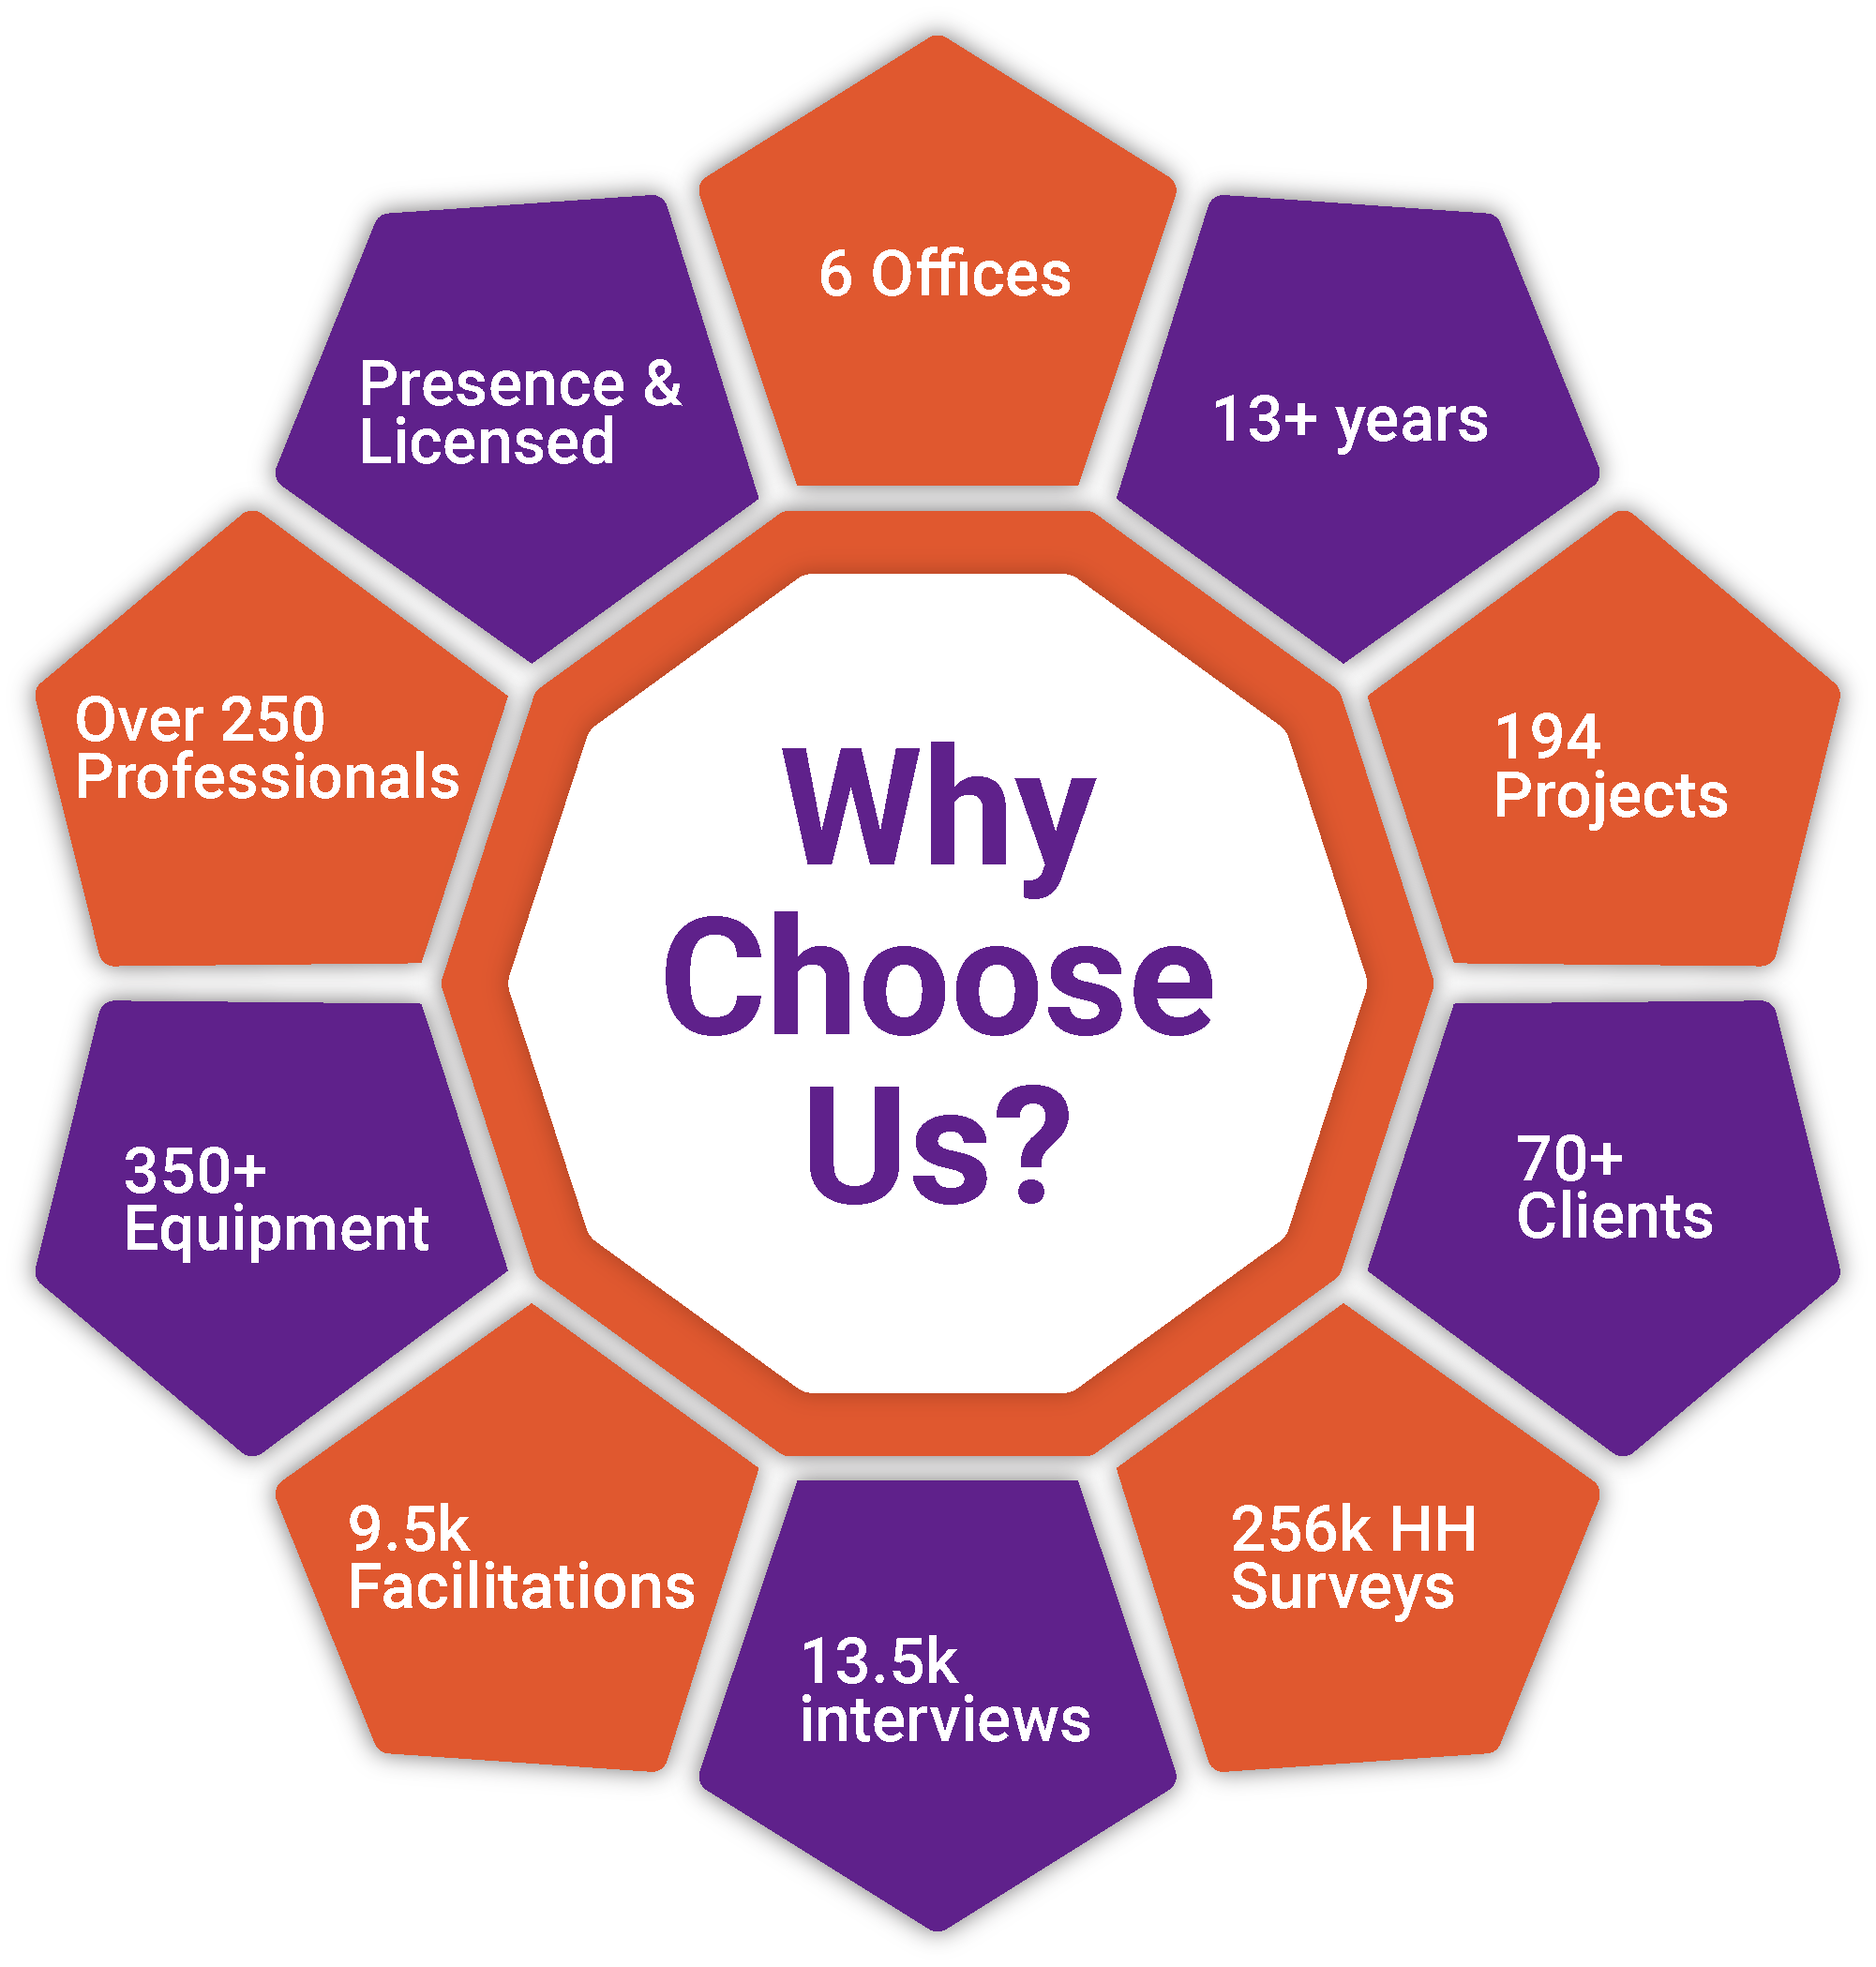 6 Offices
Presence &
Licensed
13+ years
Over 250
Professionals
194
Projects
Why
Choose
Us?
350+
Equipment
70+
Clients
9.5k
Facilitations
256k HH
Surveys
13.5k
interviews